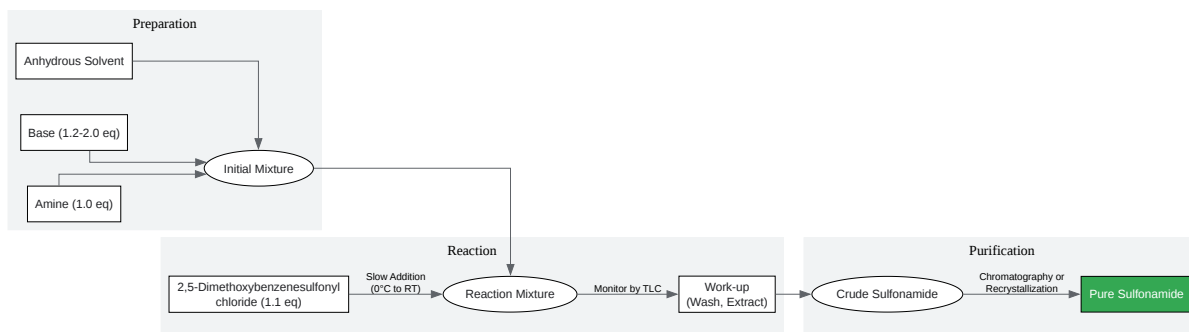 Preparation
Anhydrous Solvent
Base (1.2-2.0 eq)
Initial Mixture
Amine (1.0 eq)
Reaction
2,5-Dimethoxybenzenesulfonyl
chloride (1.1 eq)
Slow Addition
(0°C to RT)
Reaction Mixture
Monitor by TLC
Work-up
(Wash, Extract)
Purification
Crude Sulfonamide
Chromatography or
Recrystallization
Pure Sulfonamide